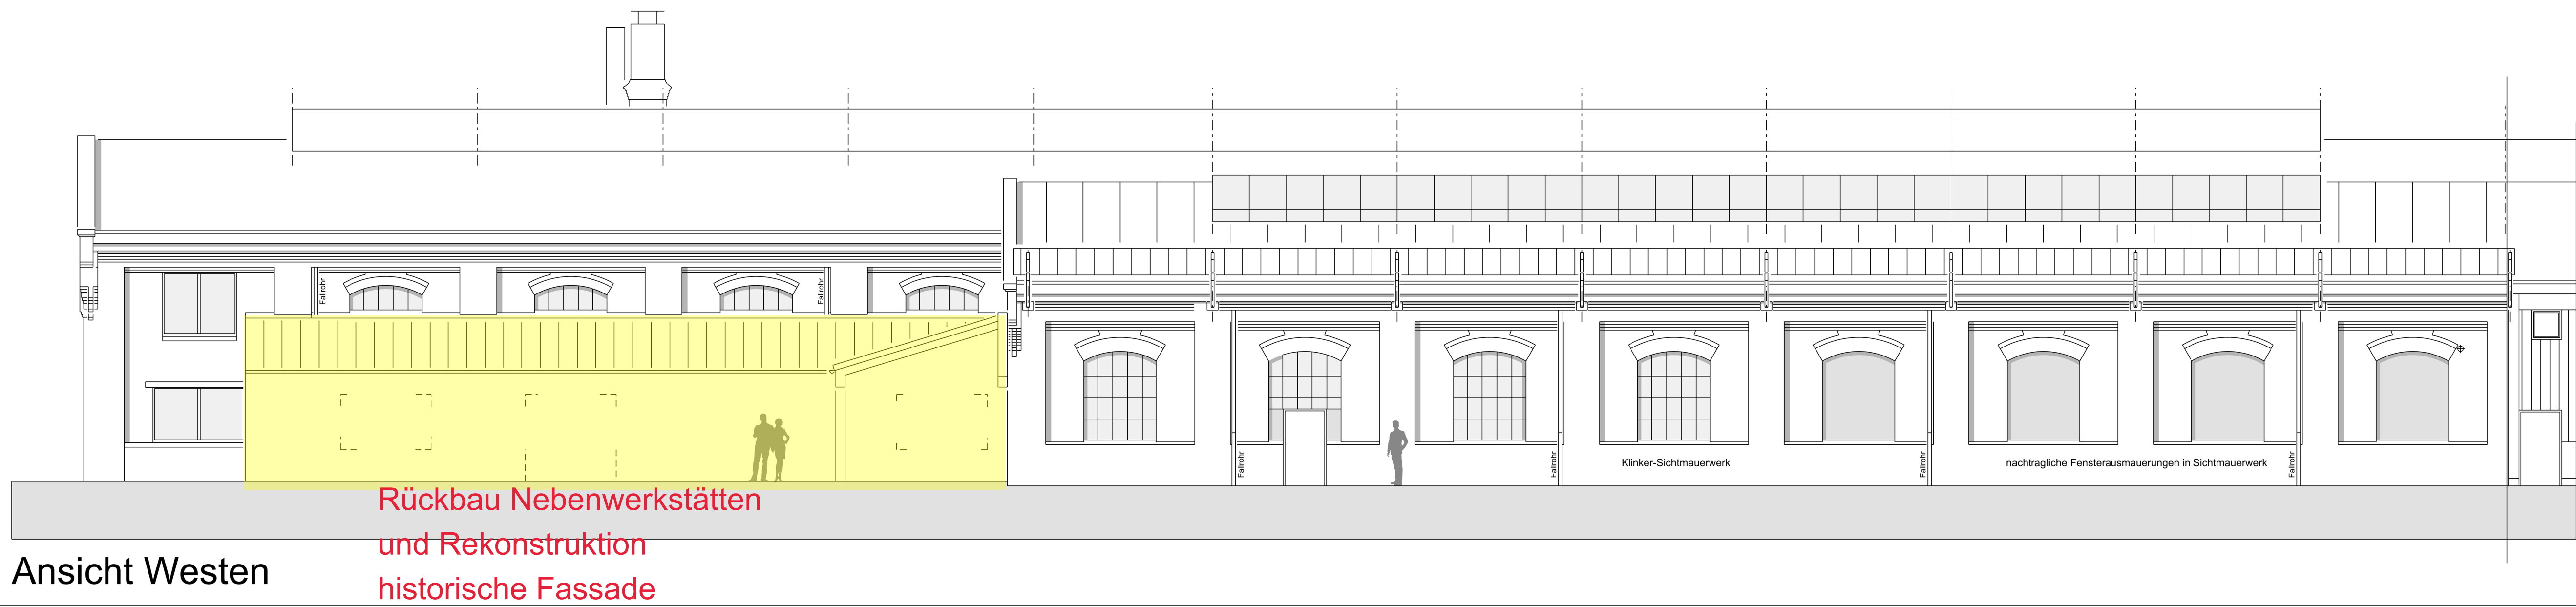 Fallrohr
Fallrohr
Klinker-Sichtmauerwerk
nachtragliche Fensterausmauerungen in Sichtmauerwerk
Fallrohr
Fallrohr
Fallrohr
Fallrohr
Rückbau Nebenwerkstätten
und Rekonstruktion
historische Fassade
Ansicht Westen